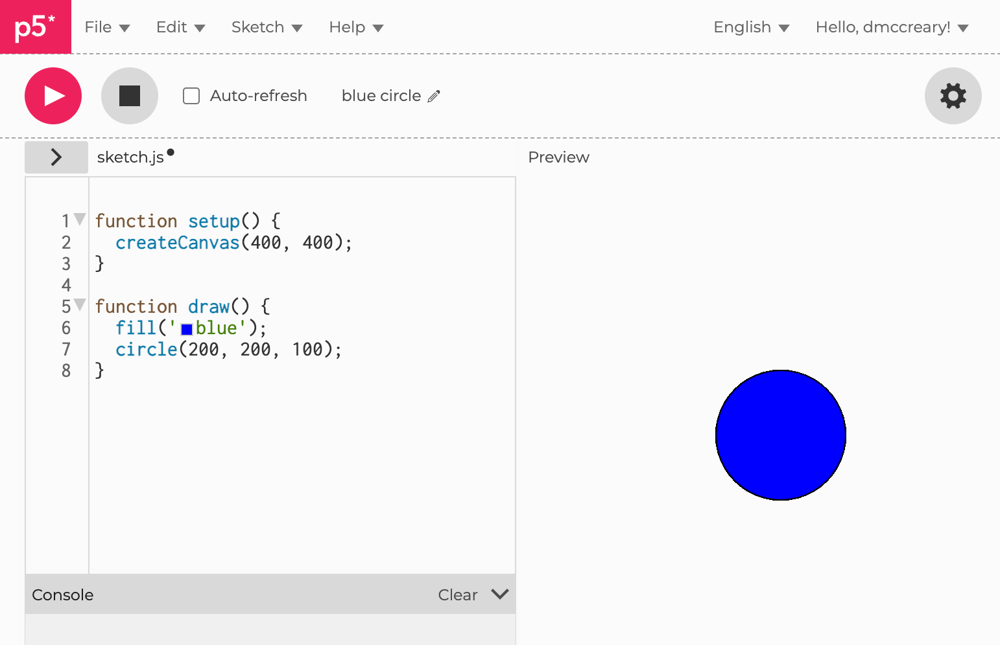 p5*
File Edit Sketch Help English Hello, dmccreary!
Auto-refresh blue circle
sketch.js
Preview
1 function setup() {
2   createCanvas(400, 400);
3 }
4
5 function draw() {
6   fill('blue');
7   circle(200, 200, 100);
8 }
Console Clear